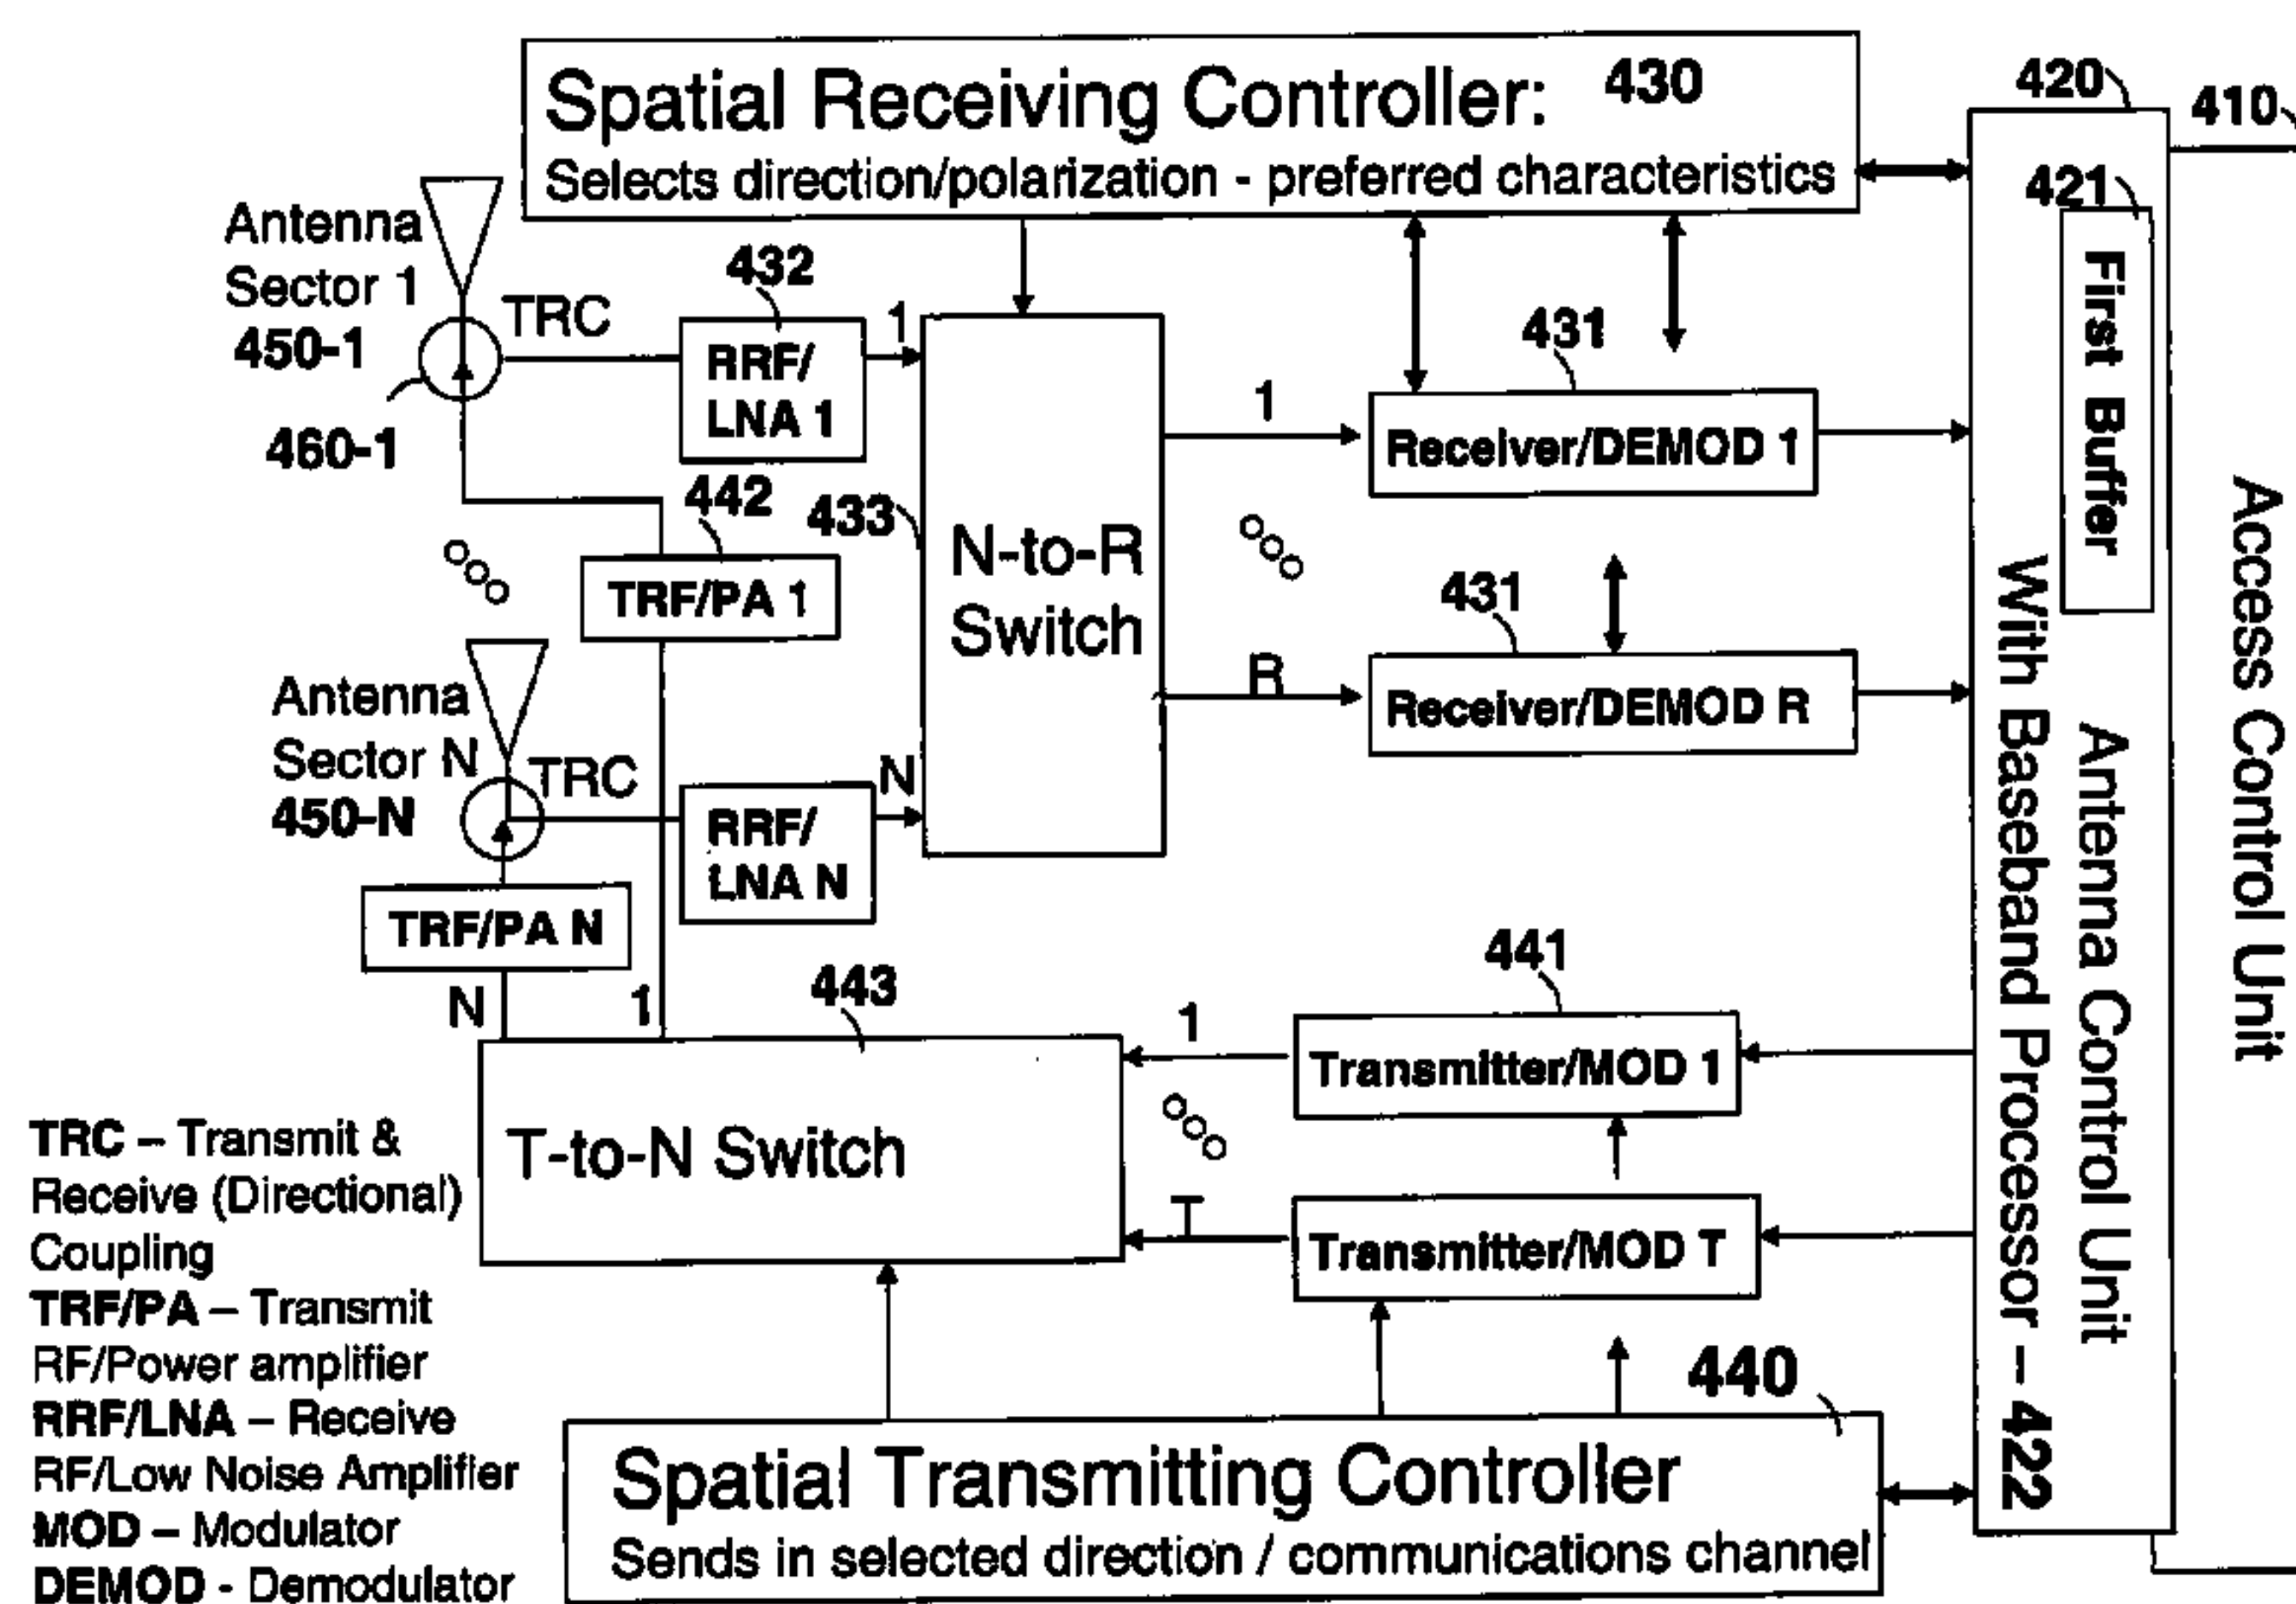 Spatial Receiving Controller: 430
Selects direction/polarization - preferred characteristics
420
410
421
First Buffer
Antenna Control Unit
With Baseband Processor – 422
Access Control Unit
Antenna
Sector 1
450-1
460-1
TRC
432
RRF/
LNA 1
1
442
TRF/PA 1
433
N-to-R
Switch
1
431
Receiver/DEMOD 1
R
431
Receiver/DEMOD R
Antenna
Sector N
450-N
TRC
RRF/
LNA N
N
TRF/PA N
N
1
443
T-to-N Switch
1
441
Transmitter/MOD 1
T
Transmitter/MOD T
440
Spatial Transmitting Controller
Sends in selected direction / communications channel
TRC – Transmit &
Receive (Directional)
Coupling
TRF/PA – Transmit
RF/Power amplifier
RRF/LNA – Receive
RF/Low Noise Amplifier
MOD – Modulator
DEMOD - Demodulator